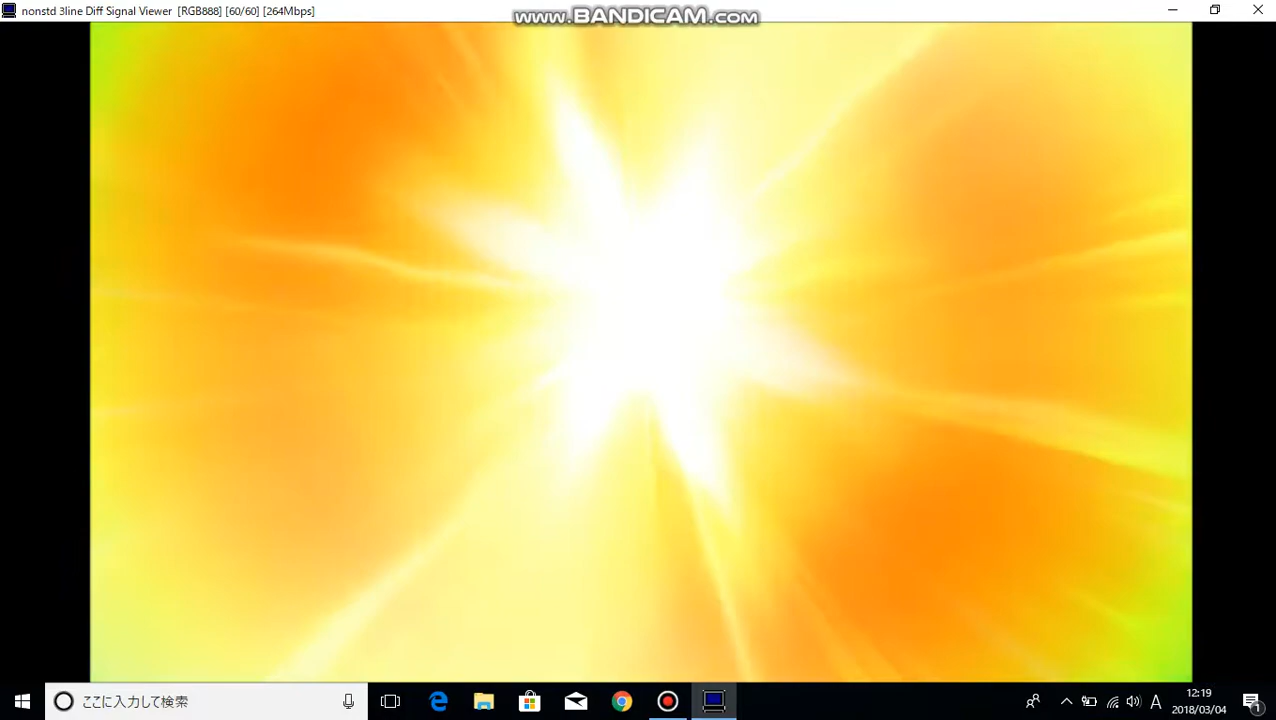 nonstd 3line Diff Signal Viewer [RGB888] [60/60] [264Mbps]
www.BANDICAM.com
ここに入力して検索
A
12:19
2018/03/04
1